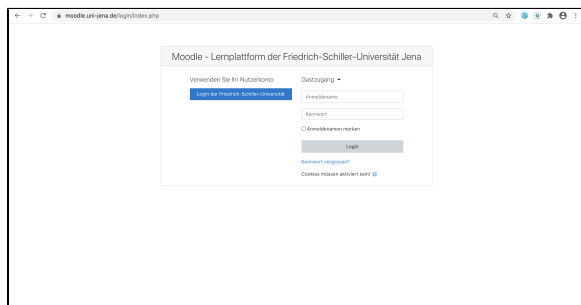 moodle.uni-jena.de/login/index.php
Moodle - Lernplattform der Friedrich-Schiller-Universität Jena
Verwenden Sie Ihr Nutzerkonto
Login der Friedrich-Schiller-Universität
Gastzugang
Anmeldename
Kennwort
Anmeldenamen merken
Login
Kennwort vergessen?
Cookies müssen aktiviert sein!